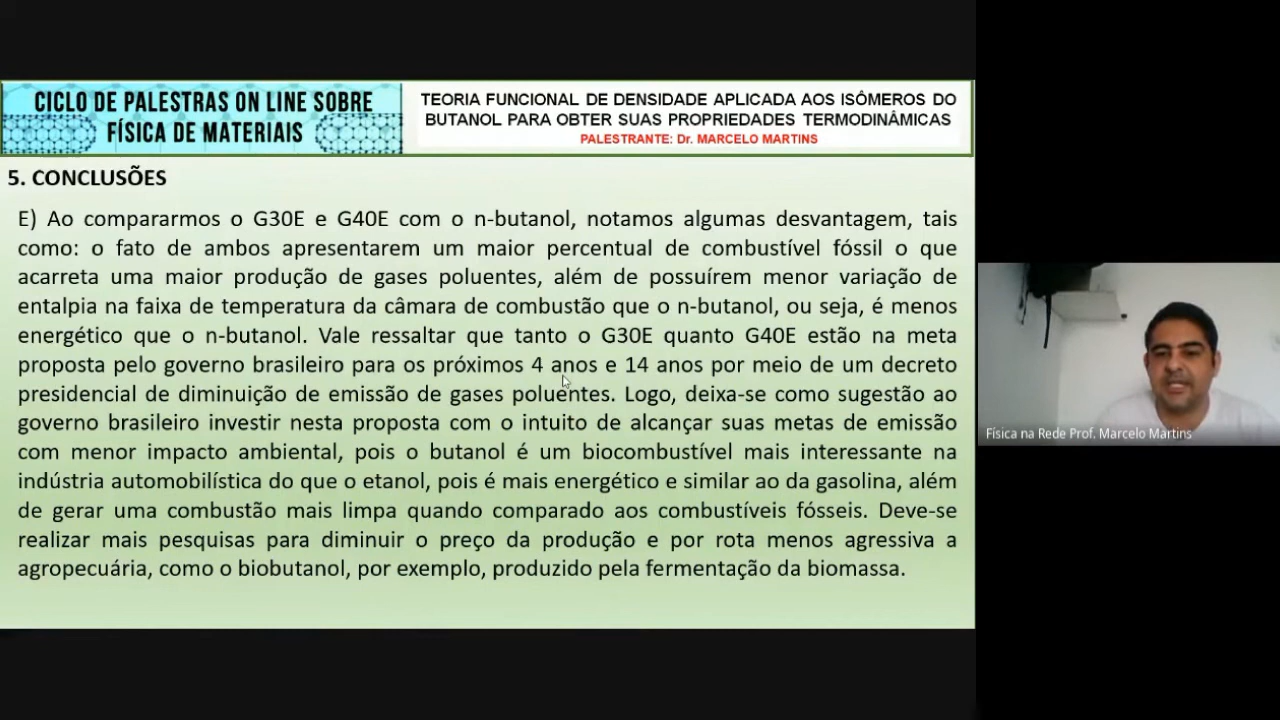 CICLO DE PALESTRAS ON LINE SOBRE
FÍSICA DE MATERIAIS
TEORIA FUNCIONAL DE DENSIDADE APLICADA AOS ISÔMEROS DO
BUTANOL PARA OBTER SUAS PROPRIEDADES TERMODINÂMICAS
PALESTRANTE: Dr. MARCELO MARTINS
5. CONCLUSÕES
E) Ao compararmos o G30E e G40E com o n-butanol, notamos algumas desvantagem, tais
como: o fato de ambos apresentarem um maior percentual de combustível fóssil o que
acarreta uma maior produção de gases poluentes, além de possuírem menor variação de
entalpia na faixa de temperatura da câmara de combustão que o n-butanol, ou seja, é menos
energético que o n-butanol. Vale ressaltar que tanto o G30E quanto G40E estão na meta
proposta pelo governo brasileiro para os próximos 4 anos e 14 anos por meio de um decreto
presidencial de diminuição de emissão de gases poluentes. Logo, deixa-se como sugestão ao
governo brasileiro investir nesta proposta com o intuito de alcançar suas metas de emissão
com menor impacto ambiental, pois o butanol é um biocombustível mais interessante na
indústria automobilística do que o etanol, pois é mais energético e similar ao da gasolina, além
de gerar uma combustão mais limpa quando comparado aos combustíveis fósseis. Deve-se
realizar mais pesquisas para diminuir o preço da produção e por rota menos agressiva a
agropecuária, como o biobutanol, por exemplo, produzido pela fermentação da biomassa.
Física na Rede Prof. Marcelo Martins